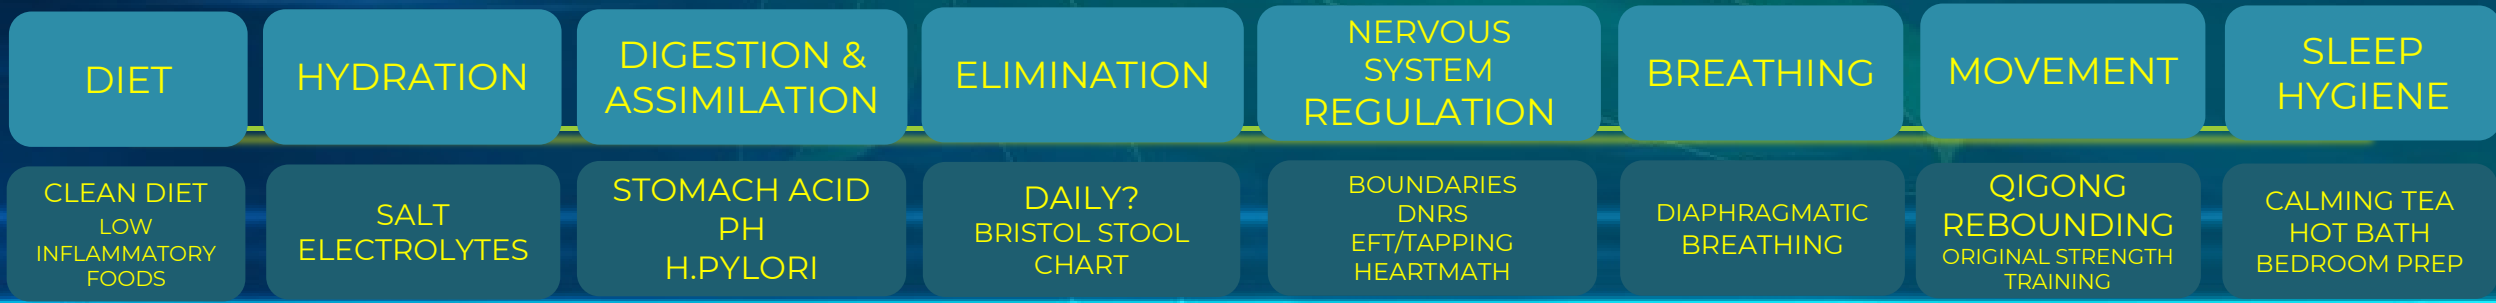 DIET
HYDRATION
DIGESTION &
ASSIMILATION
ELIMINATION
NERVOUS
SYSTEM
REGULATION
BREATHING
MOVEMENT
SLEEP
HYGIENE
CLEAN DIET
LOW
INFLAMMATORY
FOODS
SALT
ELECTROLYTES
STOMACH ACID
PH
H.PYLORI
DAILY?
BRISTOL STOOL
CHART
BOUNDARIES
DNRS
EFT/TAPPING
HEARTMATH
DIAPHRAGMATIC
BREATHING
QIGONG
REBOUNDING
ORIGINAL STRENGTH
TRAINING
CALMING TEA
HOT BATH
BEDROOM PREP